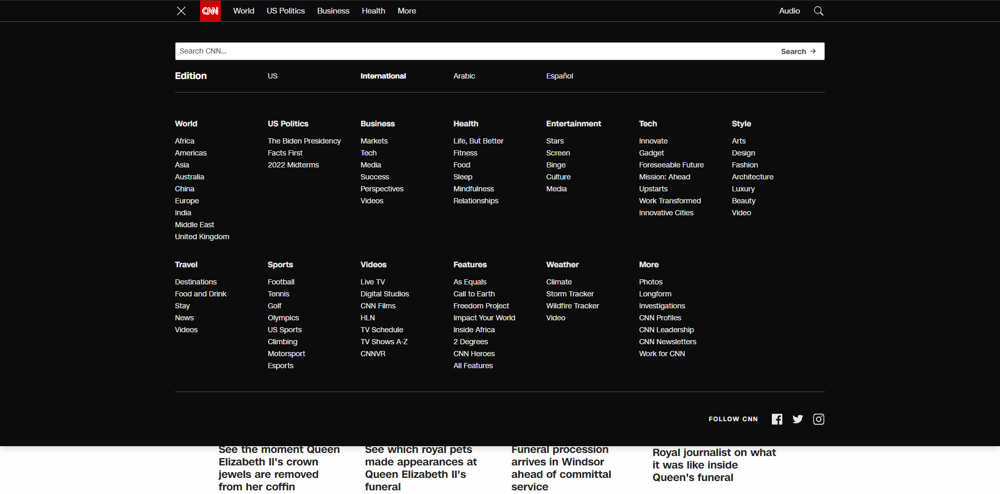 CNN World US Politics Business Health More Audio
Search CNN... Search →
Edition US International Arabic Español
World
Africa
Americas
Asia
Australia
China
Europe
India
Middle East
United Kingdom
US Politics
The Biden Presidency
Facts First
2022 Midterms
Business
Markets
Tech
Media
Success
Perspectives
Videos
Health
Life, But Better
Fitness
Food
Sleep
Mindfulness
Relationships
Entertainment
Stars
Screen
Binge
Culture
Media
Tech
Innovate
Gadget
Foreseeable Future
Mission: Ahead
Upstarts
Work Transformed
Innovative Cities
Style
Arts
Design
Fashion
Architecture
Luxury
Beauty
Video
Travel
Destinations
Food and Drink
Stay
News
Videos
Sports
Football
Tennis
Golf
Olympics
US Sports
Climbing
Motorsport
Esports
Videos
Live TV
Digital Studios
CNN Films
HLN
TV Schedule
TV Shows A-Z
CNNVR
Features
As Equals
Call to Earth
Freedom Project
Impact Your World
Inside Africa
2 Degrees
CNN Heroes
All Features
Weather
Climate
Storm Tracker
Wildfire Tracker
Video
More
Photos
Longform
Investigations
CNN Profiles
CNN Leadership
CNN Newsletters
Work for CNN
FOLLOW CNN
See the moment Queen
Elizabeth II's crown
jewels are removed
from her coffin
See which royal pets
made appearances at
Queen Elizabeth II's
funeral
Funeral procession
arrives in Windsor
ahead of committal
service
Royal journalist on what
it was like inside
Queen's funeral